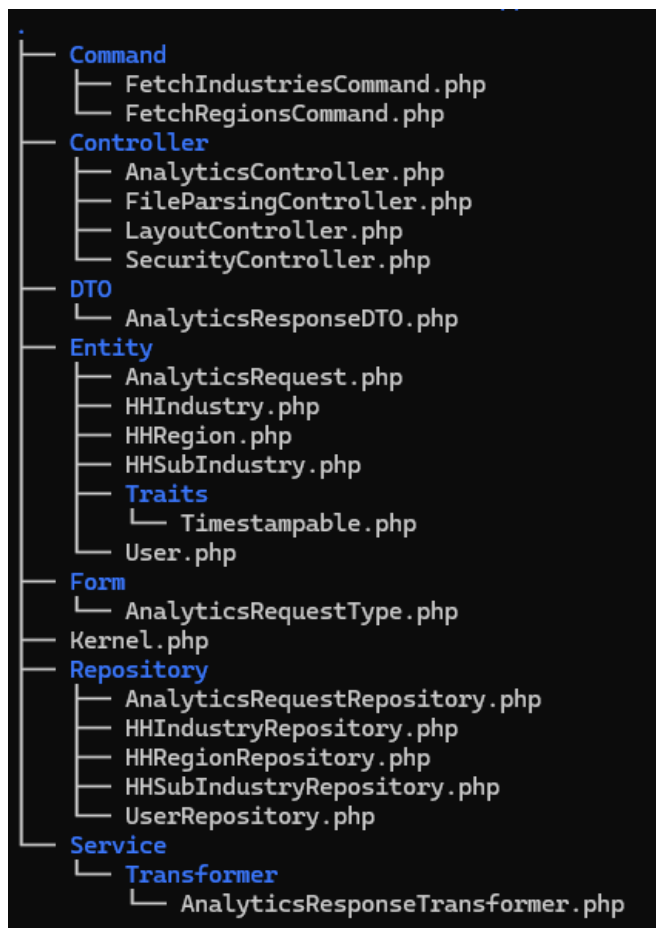 .
├── Command
│   ├── FetchIndustriesCommand.php
│   └── FetchRegionsCommand.php
├── Controller
│   ├── AnalyticsController.php
│   ├── FileParsingController.php
│   ├── LayoutController.php
│   └── SecurityController.php
├── DTO
│   └── AnalyticsResponseDTO.php
├── Entity
│   ├── AnalyticsRequest.php
│   ├── HHIndustry.php
│   ├── HHRegion.php
│   ├── HHSubIndustry.php
│   ├── Traits
│   │   └── Timestampable.php
│   └── User.php
├── Form
│   └── AnalyticsRequestType.php
├── Kernel.php
├── Repository
│   ├── AnalyticsRequestRepository.php
│   ├── HHIndustryRepository.php
│   ├── HHRegionRepository.php
│   ├── HHSubIndustryRepository.php
│   └── UserRepository.php
└── Service
    └── Transformer
        └── AnalyticsResponseTransformer.php